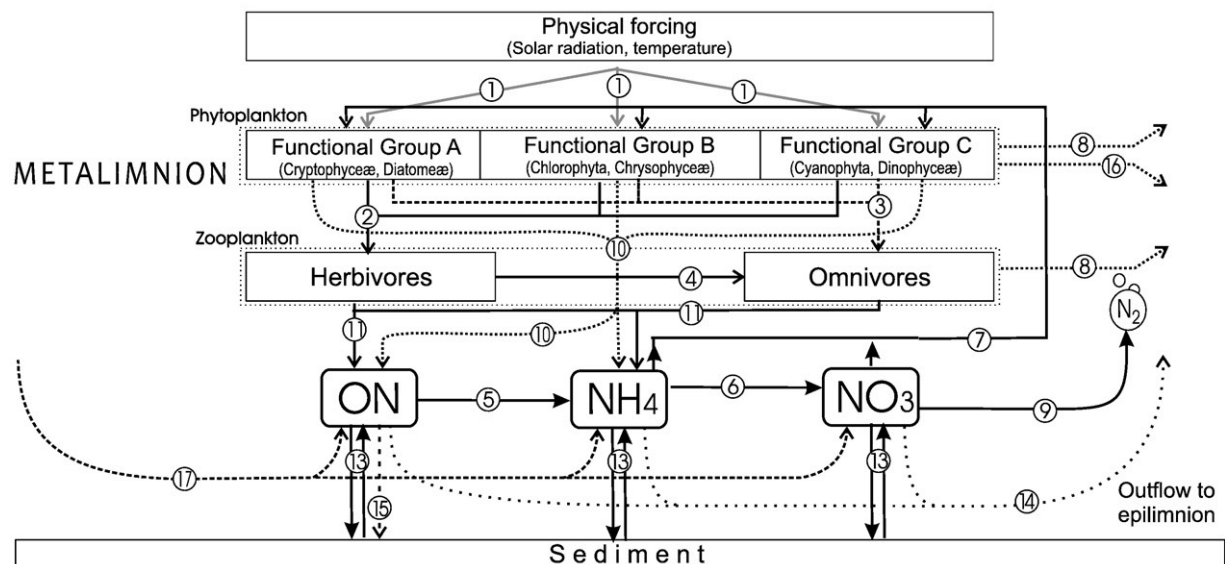 Physical forcing
(Solar radiation, temperature)
① ① ①
Phytoplankton
Functional Group A
(Cryptophyceæ, Diatomeæ)
Functional Group B
(Chlorophyta, Chrysophyceæ)
Functional Group C
(Cyanophyta, Dinophyceæ)
⑧
METALIMNION
⑯
② ③
Zooplankton
⑩
Herbivores
④
Omnivores
⑧
N2
⑪ ⑩ ⑪ ⑦
ON
⑤
NH4
⑥
NO3
⑨
⑰ ⑬ ⑬ ⑬
⑮ ⑭
Outflow to
epilimnion
Sediment